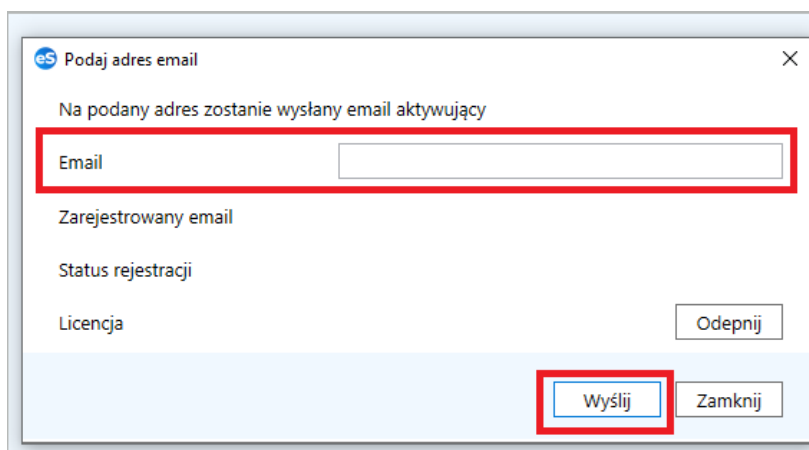 eS Podaj adres email
Na podany adres zostanie wysłany email aktywujący
Email
Zarejestrowany email
Status rejestracji
Licencja Odepnij
Wyślij Zamknij